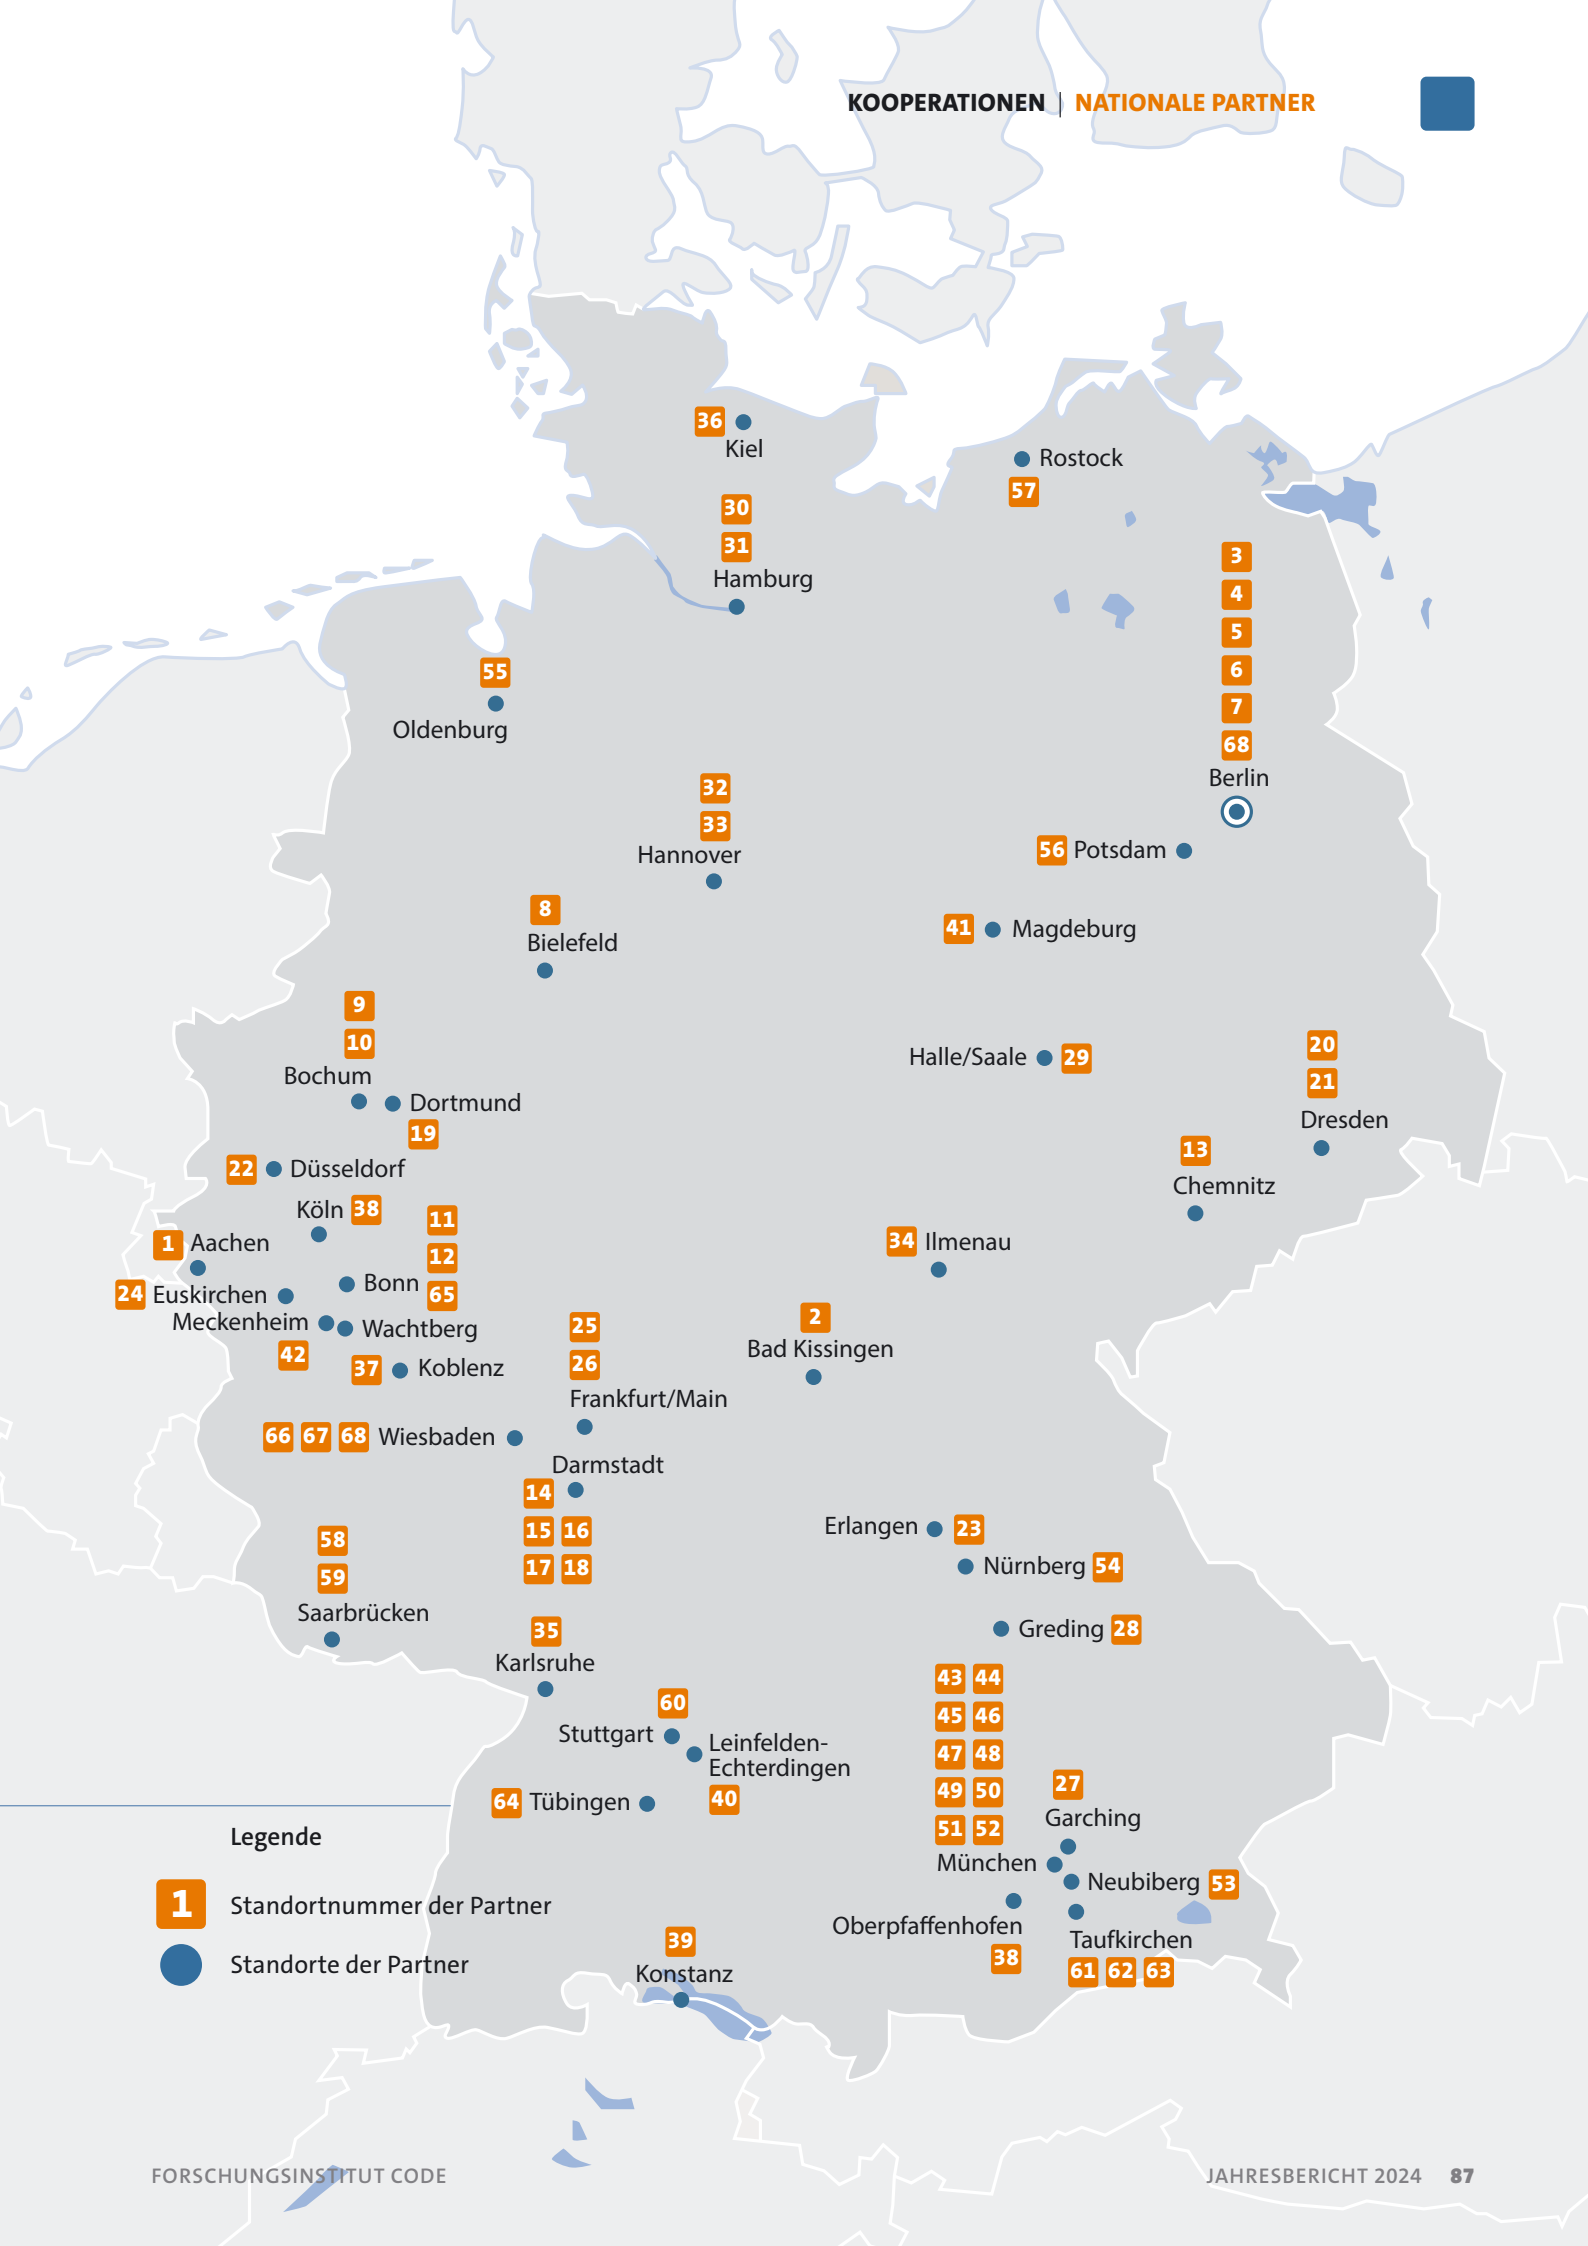 KOOPERATIONEN | NATIONALE PARTNER
36
Kiel
Rostock
57
30
31
Hamburg
3
4
5
6
7
68
Berlin
55
Oldenburg
32
33
Hannover
56 Potsdam
8
Bielefeld
41 Magdeburg
9
10
Bochum
Dortmund
19
Halle/Saale 29
20
21
Dresden
13
Chemnitz
22 Düsseldorf
Köln 38
11
12
65
1 Aachen
Bonn
24 Euskirchen
Meckenheim
42
Wachtberg
37 Koblenz
34 Ilmenau
2
Bad Kissingen
25
26
Frankfurt/Main
66 67 68 Wiesbaden
Darmstadt
14
15 16
17 18
58
59
Saarbrücken
Erlangen 23
Nürnberg 54
Greding 28
35
Karlsruhe
60
Stuttgart
Leinfelden-
Echterdingen
40
64 Tübingen
43 44
45 46
47 48
49 50
51 52
München
27
Garching
Neubiberg 53
Oberpfaffenhofen
38
Taufkirchen
61 62 63
39
Konstanz
Legende
1 Standortnummer der Partner
Standorte der Partner
FORSCHUNGSINSTITUT CODE
JAHRESBERICHT 2024 87